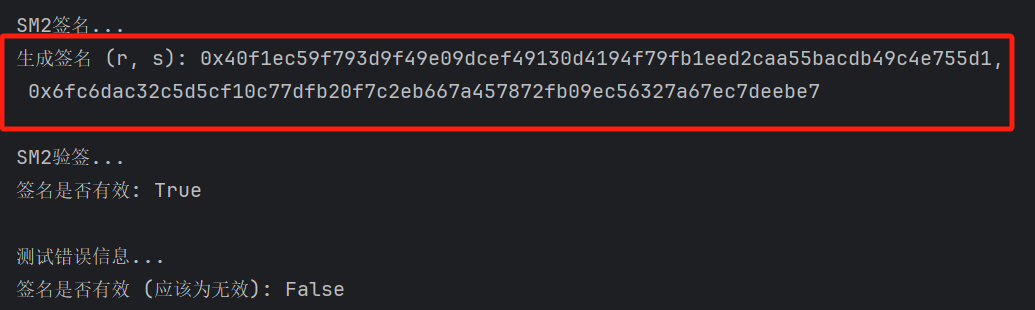 SM2签名...
生成签名 (r, s): 0x40f1ec59f793d9f49e09dcef49130d4194f79fb1eed2caa55bacdb49c4e755d1,
0x6fc6dac32c5d5cf10c77dfb20f7c2eb667a457872fb09ec56327a67ec7deebe7
SM2验签...
签名是否有效: True
测试错误信息...
签名是否有效 (应该为无效): False